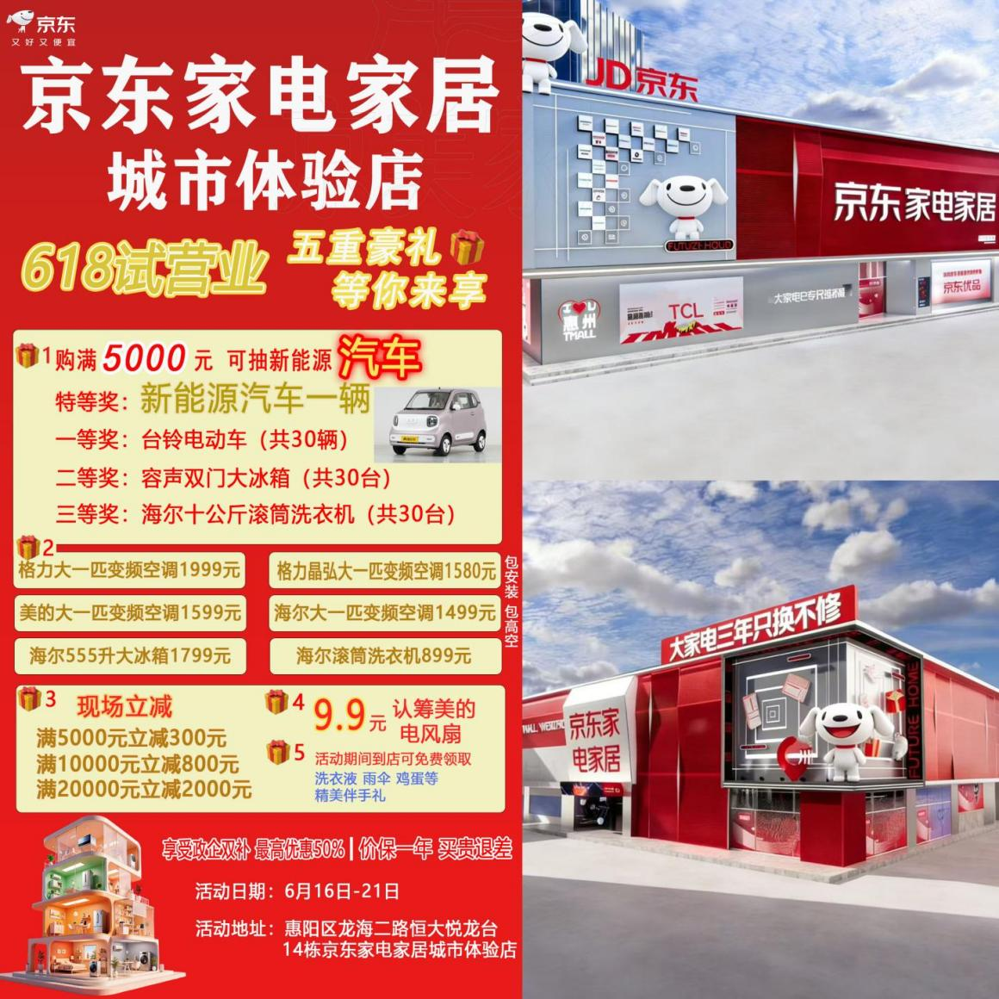 京东
又好又便宜
京东家电家居
城市体验店
618试营业
五重豪礼
等你来享
1 购满5000元 可抽新能源汽车
特等奖：新能源汽车一辆
一等奖：台铃电动车（共30辆）
二等奖：容声双门大冰箱（共30台）
三等奖：海尔十公斤滚筒洗衣机（共30台）
2
格力大一匹变频空调1999元
格力晶弘大一匹变频空调1580元
美的大一匹变频空调1599元
海尔大一匹变频空调1499元
海尔555升大冰箱1799元
海尔滚筒洗衣机899元
包安装 包高空
3 现场立减
满5000元立减300元
满10000元立减800元
满20000元立减2000元
4 9.9元 认筹美的
电风扇
5 活动期间到店可免费领取
洗衣液 雨伞 鸡蛋等
精美伴手礼
享受政企双补 最高优惠50% | 价保一年 买贵退差
活动日期：6月16日-21日
活动地址：惠阳区龙海二路恒大悦龙台
14栋京东家电家居城市体验店
JD京东
京东家电家居
I U
惠州
TMALL
TCL
京东优品
大家电三年只换不修
京东家
电家居
FUTURE HOME